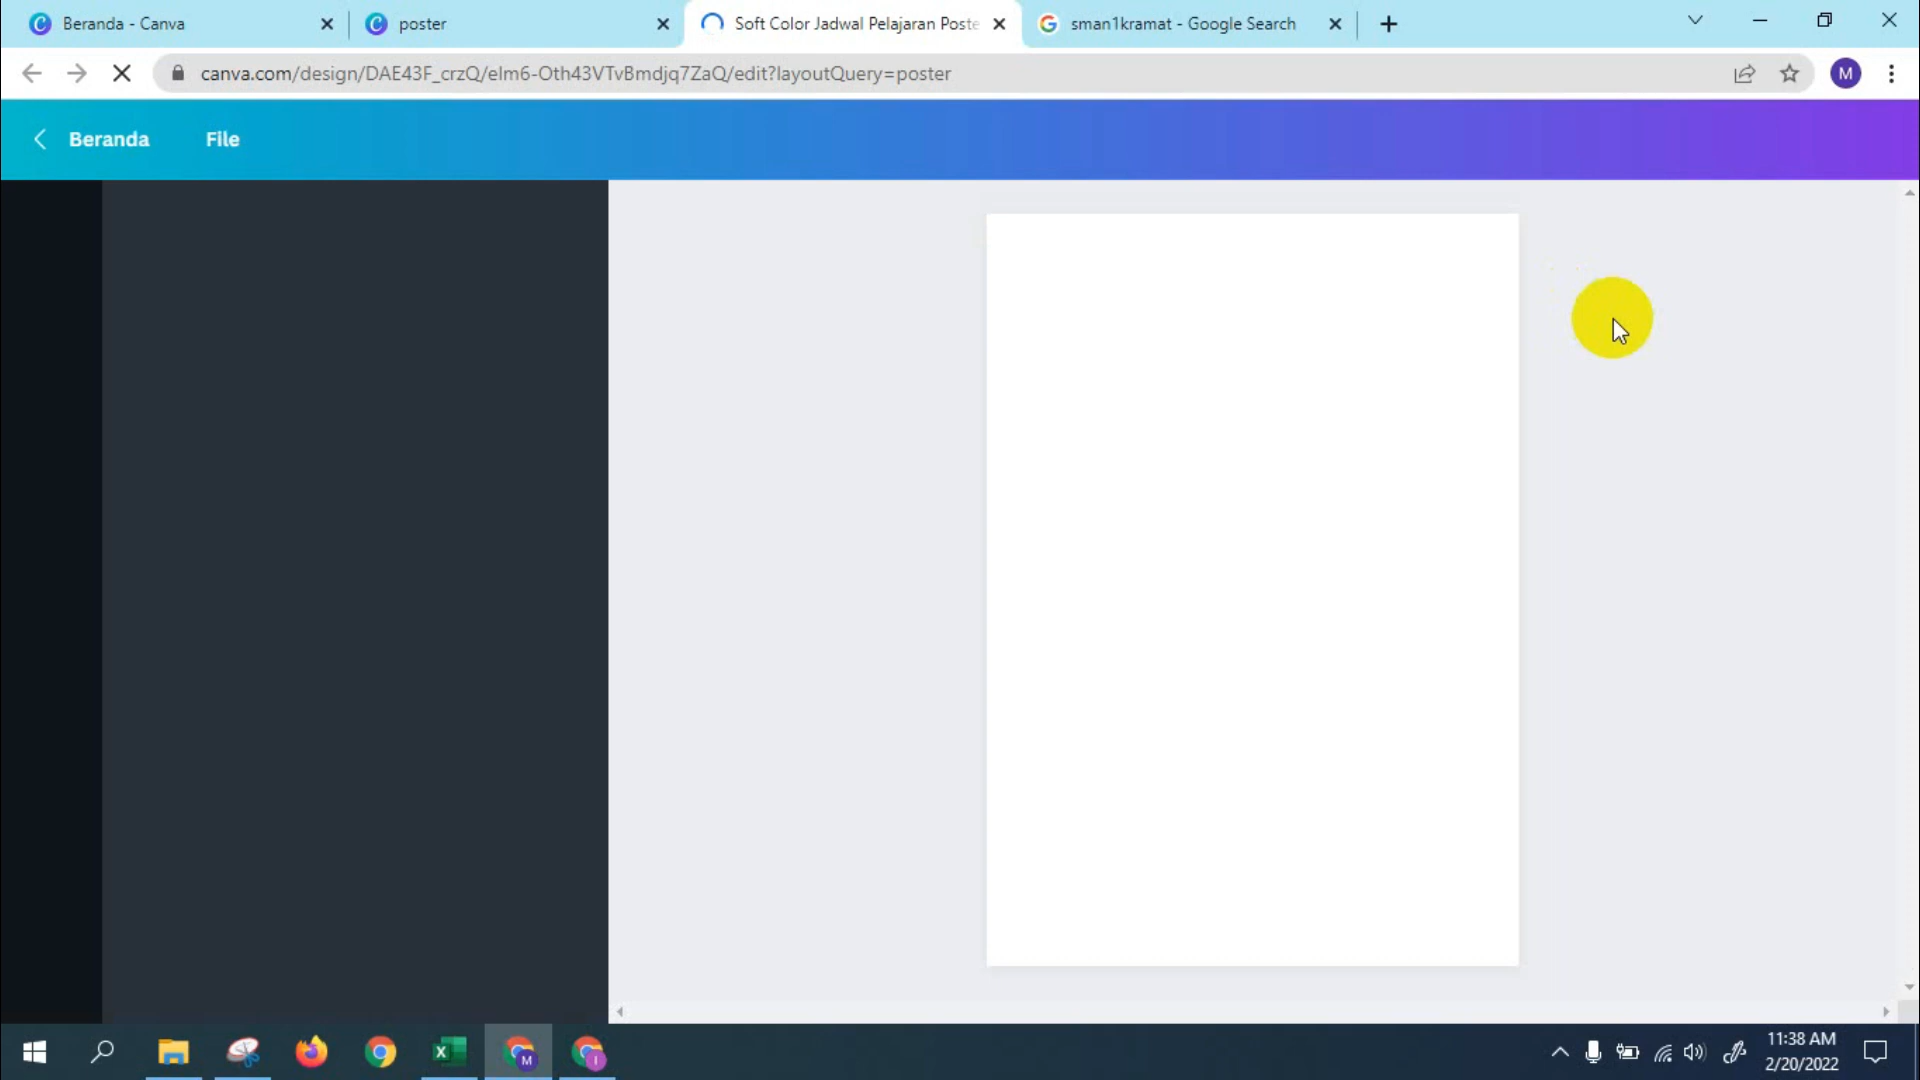 Beranda - Canva
poster
Soft Color Jadwal Pelajaran Poste
sman1kramat - Google Search
canva.com/design/DAE43F_crzQ/elm6-Oth43VTvBmdjq7ZaQ/edit?layoutQuery=poster
M
Beranda
File
11:38 AM
2/20/2022